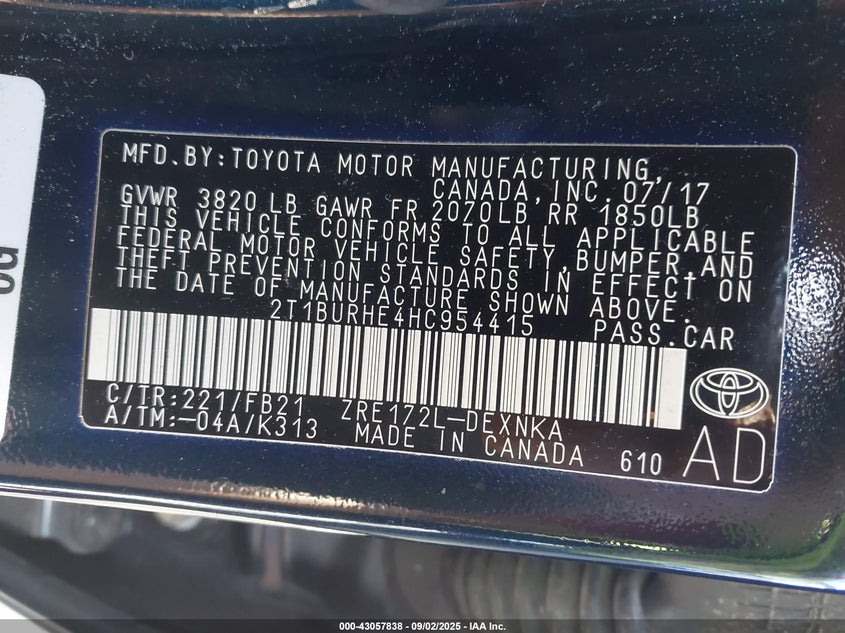 MFD.BY:TOYOTA MOTOR MANUFACTURING,
CANADA, INC. 07/17
GVWR 3820 LB GAWR FR 2070LB RR 1850LB
THIS VEHICLE CONFORMS TO ALL APPLICABLE
FEDERAL MOTOR VEHICLE SAFETY,BUMPER,AND
THEFT PREVENTION STANDARDS IN EFFECT ON
THE DATE OF MANUFACTURE SHOWN ABOVE.
2T1BURHE4HC954415 PASS.CAR
C/TR:221/FB21 ZRE172L-DEXNKA
A/TM:-04A/K313 MADE IN CANADA 610 AD
000-43057838 - 09/02/2025 - IAA Inc.